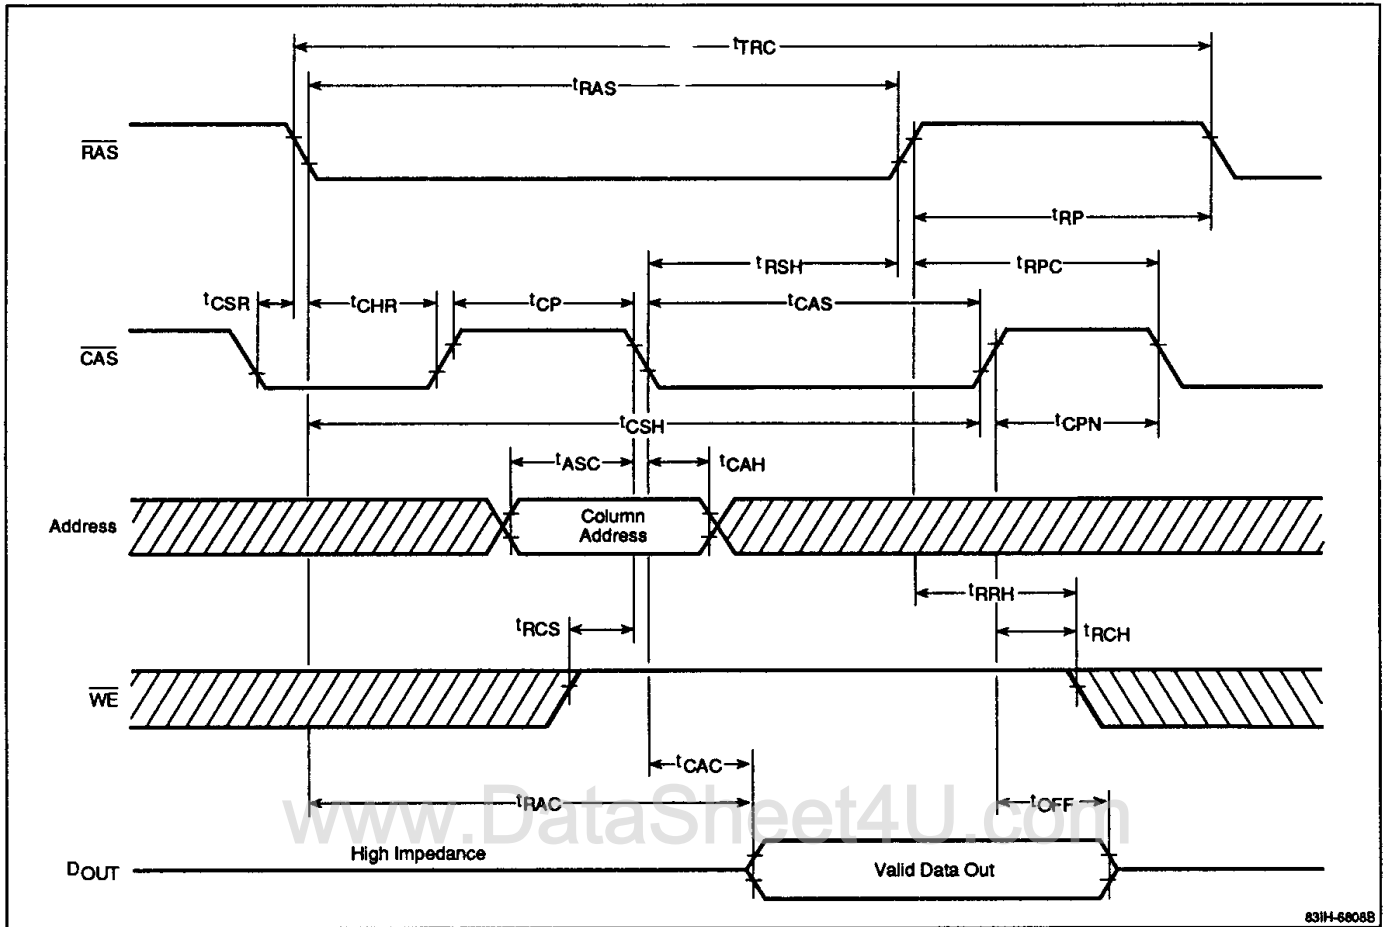 tTRC
tRAS
RAS
tRP
tRSH
tRPC
tCSR
tCHR
tCP
tCAS
CAS
tCSH
tCPN
tASC
tCAH
Address
Column
Address
tRRH
tRCS
tRCH
WE
tCAC
tRAC
tOFF
www.DataSheet4U.com
High Impedance
DOUT
Valid Data Out
83IH-6808B